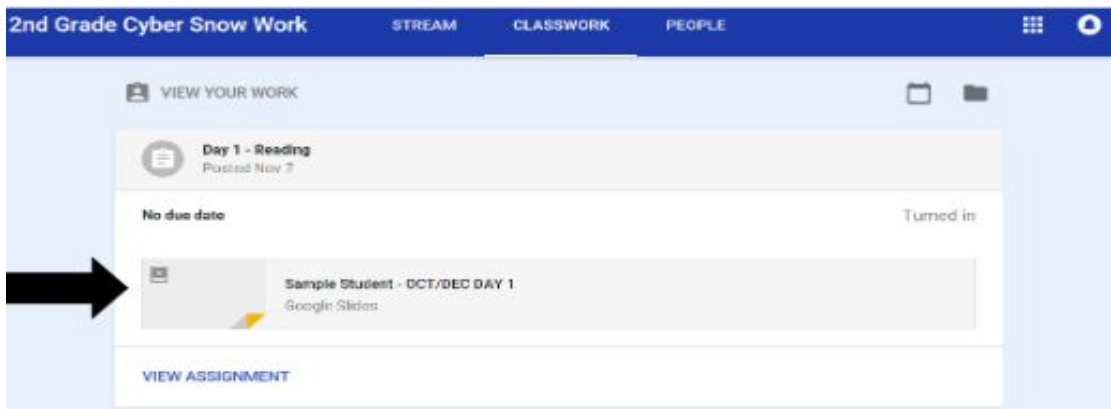 2nd Grade Cyber Snow Work STREAM CLASSWORK PEOPLE
VIEW YOUR WORK
Day 1 - Reading
Posted Nov 7
No due date Turned in
Sample Student - OCT/DEC DAY 1
Google Slides
VIEW ASSIGNMENT